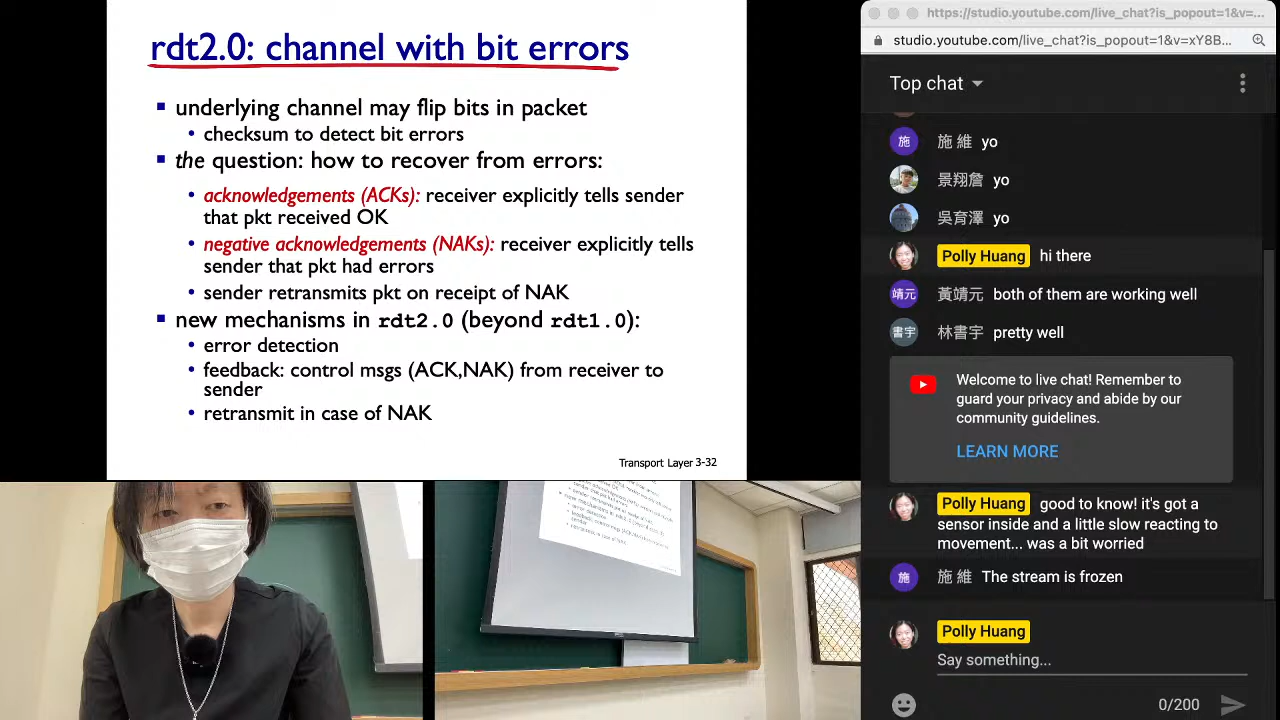 rdt2.0: channel with bit errors
underlying channel may flip bits in packet
checksum to detect bit errors
the question: how to recover from errors:
acknowledgements (ACKs): receiver explicitly tells sender
that pkt received OK
negative acknowledgements (NAKs): receiver explicitly tells
sender that pkt had errors
sender retransmits pkt on receipt of NAK
new mechanisms in rdt2.0 (beyond rdt1.0):
error detection
feedback: control msgs (ACK,NAK) from receiver to
sender
retransmit in case of NAK
Transport Layer 3-32
https://studio.youtube.com/live_chat?is_popout=1&v=
studio.youtube.com/live_chat?is_popout=1&v=xY8B...
Top chat
施 施 維 yo
景翔詹 yo
吳育澤 yo
Polly Huang hi there
靖元 黃靖元 both of them are working well
書宇 林書宇 pretty well
Welcome to live chat! Remember to
guard your privacy and abide by our
community guidelines.
LEARN MORE
Polly Huang good to know! it's got a
sensor inside and a little slow reacting to
movement... was a bit worried
施 施 維 The stream is frozen
Polly Huang
Say something...
0/200